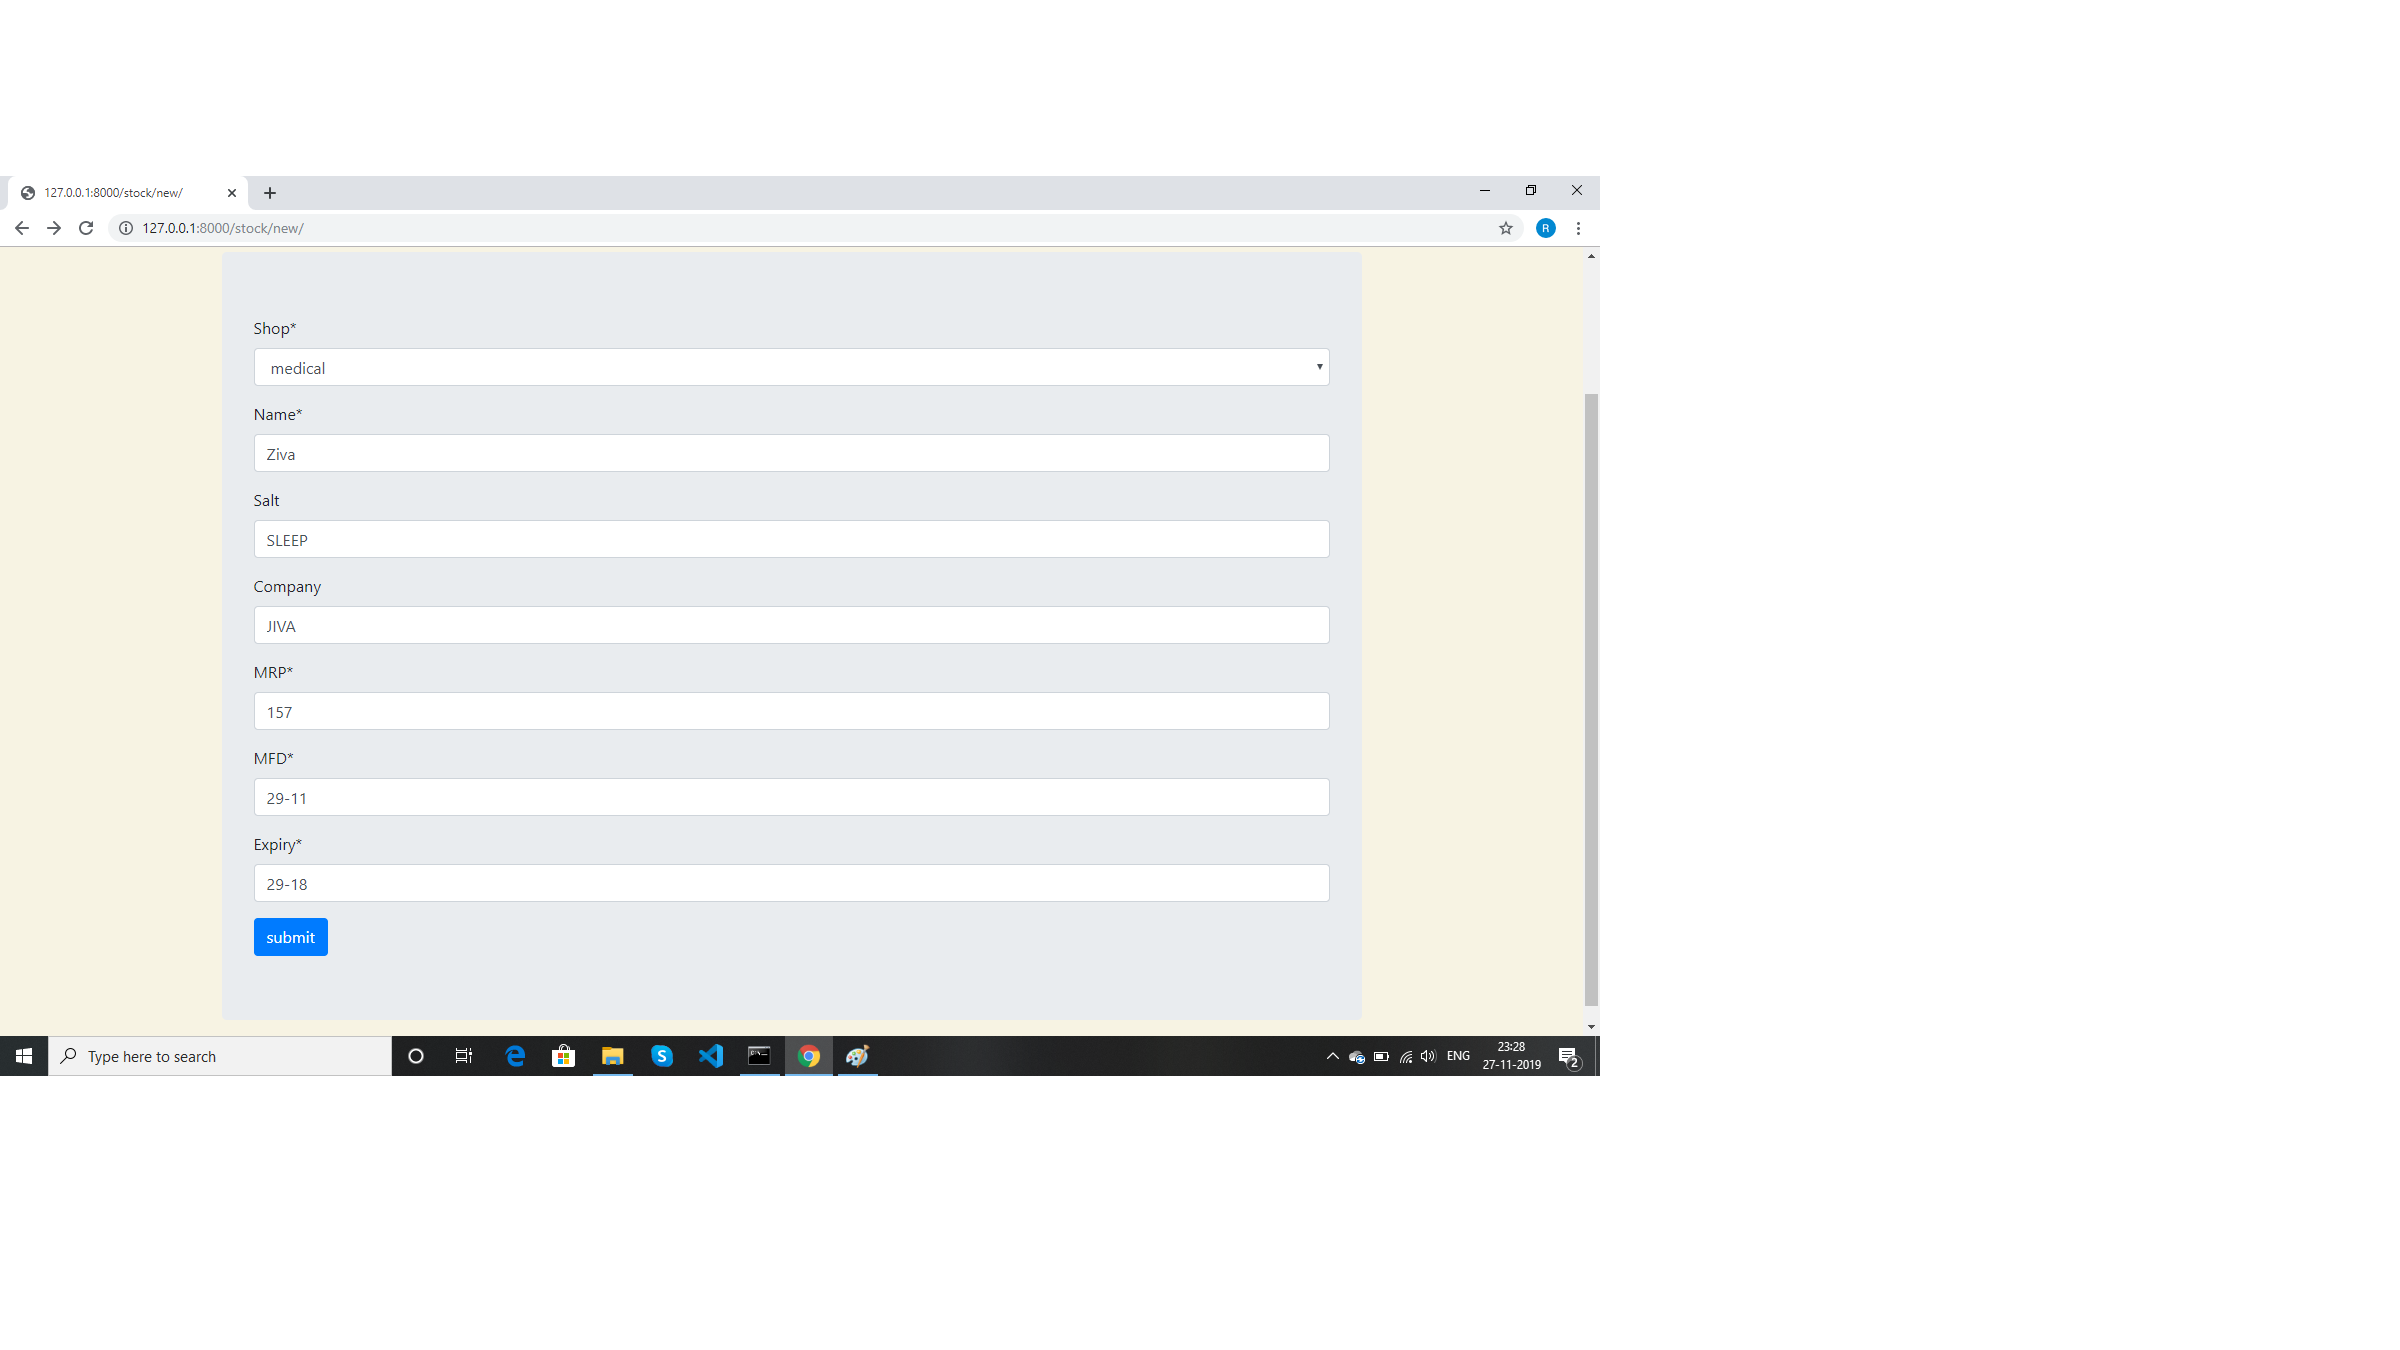 127.0.0.1:8000/stock/new/
127.0.0.1:8000/stock/new/
R
Shop*
medical
Name*
Ziva
Salt
SLEEP
Company
JIVA
MRP*
157
MFD*
29-11
Expiry*
29-18
submit
Type here to search
ENG
23:28
27-11-2019
2